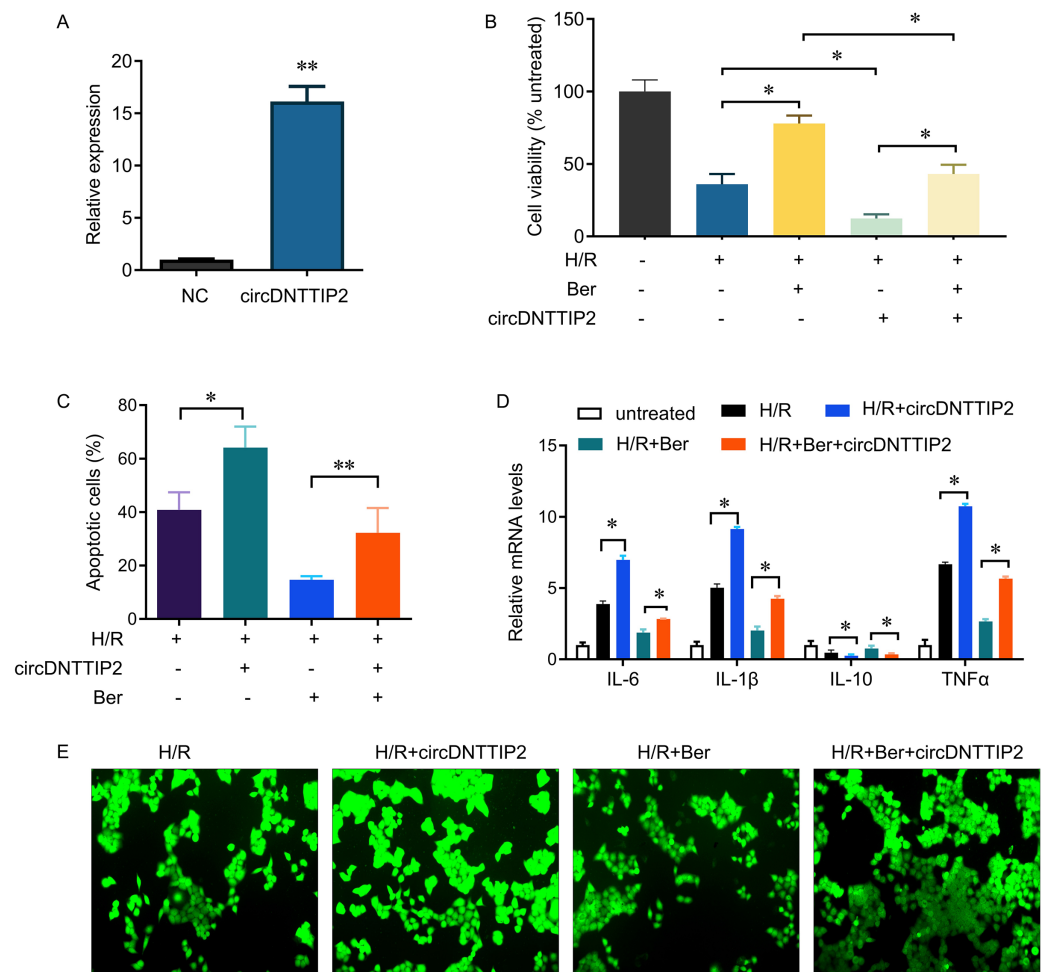 A
Relative expression
20
15
10
5
0
**
NC circDNTTIP2
B
Cell viability (% untreated)
150
100
50
0
* * * *
H/R - + + + +
Ber - - + - +
circDNTTIP2 - - - + +
C
Apoptotic cells (%)
80
60
40
20
0
* **
H/R + + + +
circDNTTIP2 - + - +
Ber - - + +
D
untreated H/R H/R+circDNTTIP2
H/R+Ber H/R+Ber+circDNTTIP2
Relative mRNA levels
15
10
5
0
* * * * * * * *
IL-6 IL-1β IL-10 TNFα
E
H/R H/R+circDNTTIP2 H/R+Ber H/R+Ber+circDNTTIP2